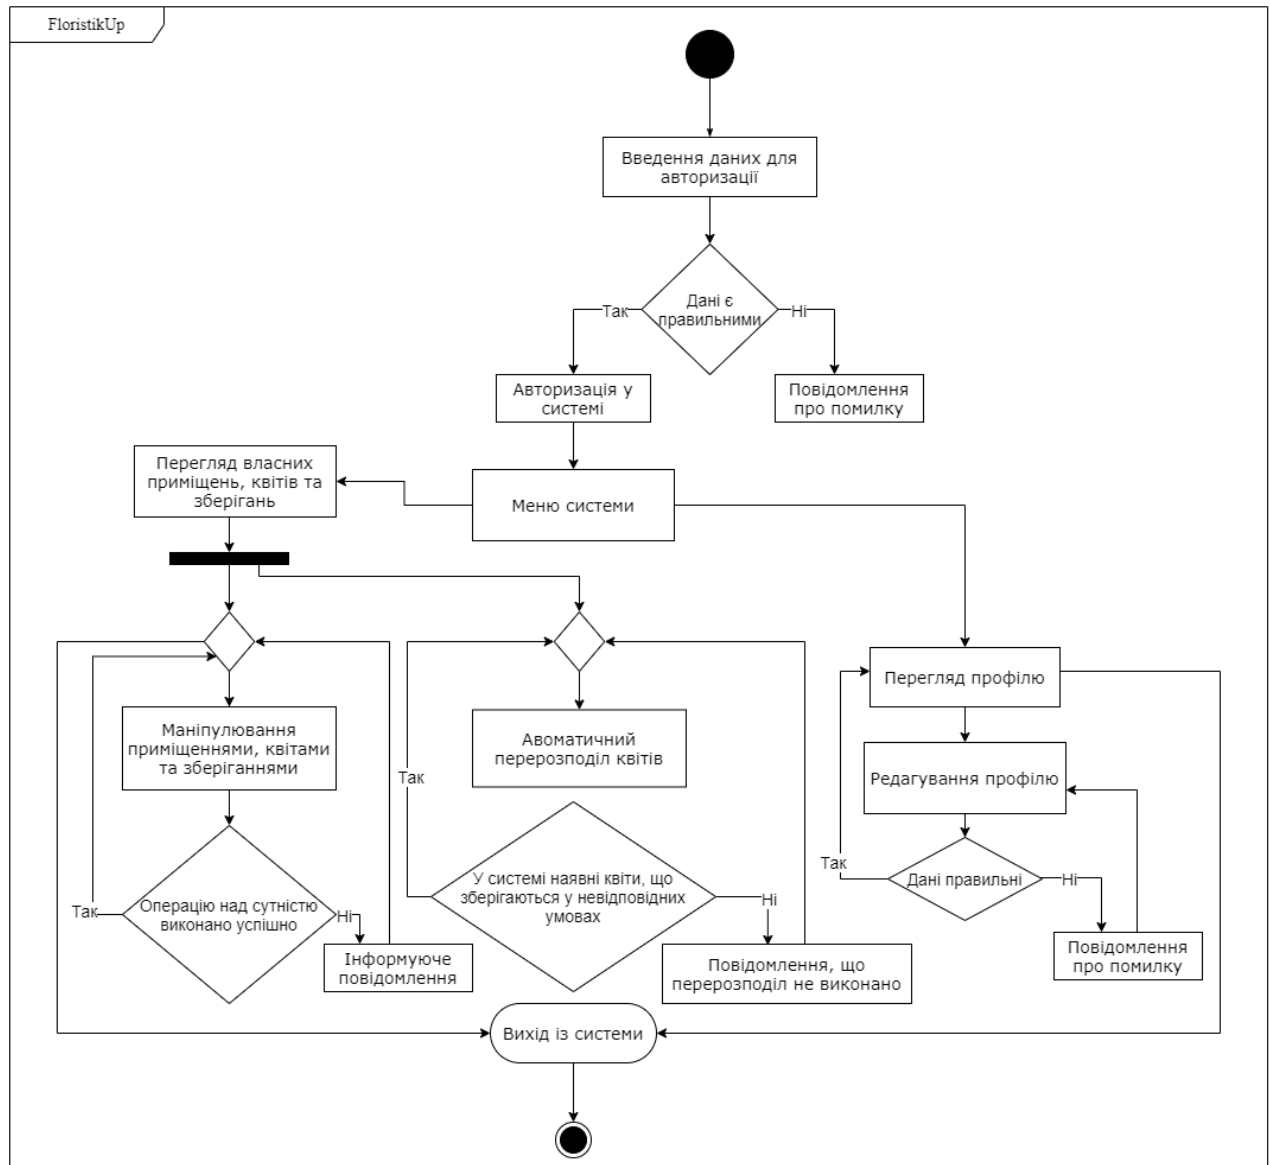 FloristikUp
Введення даних для
авторизації
Дані є
правильними
Так
Ні
Авторизація у
системі
Повідомлення
про помилку
Перегляд власних
приміщень, квітів та
зберігань
Меню системи
Перегляд профілю
Маніпулювання
приміщеннями, квітами
та зберіганнями
Авоматичний
перерозподіл квітів
Редагування профілю
Так
Так
Дані правильні
Ні
У системі наявні квіти, що
зберігаються у невідповідних
умовах
Ні
Операцію над сутністю
виконано успішно
Так
Ні
Інформуюче
повідомлення
Повідомлення, що
перерозподіл не виконано
Повідомлення
про помилку
Вихід із системи